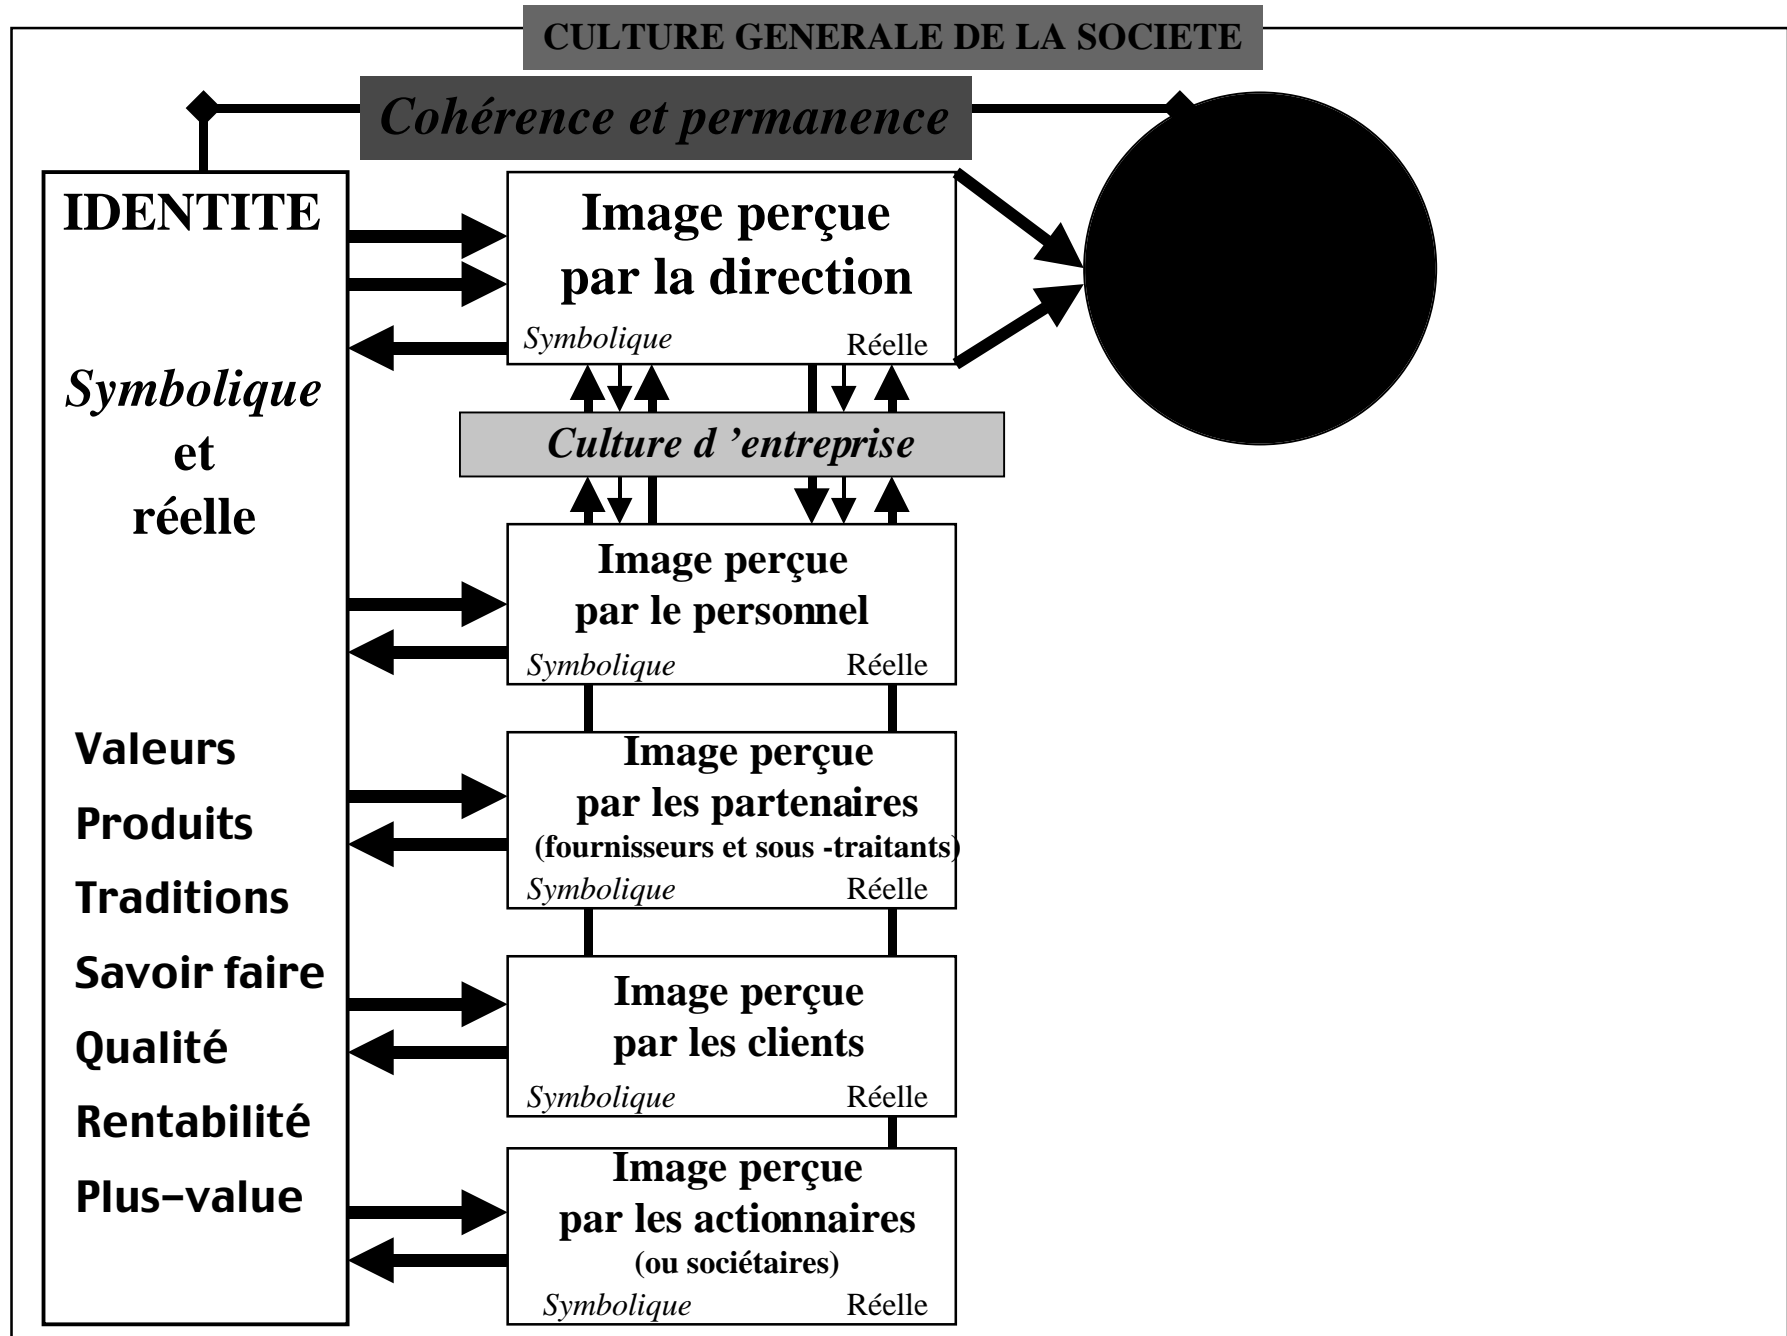 CULTURE GENERALE DE LA SOCIETE
Cohérence et permanence
IDENTITE
Symbolique
et
réelle
Valeurs
Produits
Traditions
Savoir faire
Qualité
Rentabilité
Plus-value
Image perçue
par la direction
Symbolique Réelle
Culture d ’entreprise
Image perçue
par le personnel
Symbolique Réelle
Image perçue
par les partenaires
(fournisseurs et sous -traitants)
Symbolique Réelle
Image perçue
par les clients
Symbolique Réelle
Image perçue
par les actionnaires
(ou sociétaires)
Symbolique Réelle